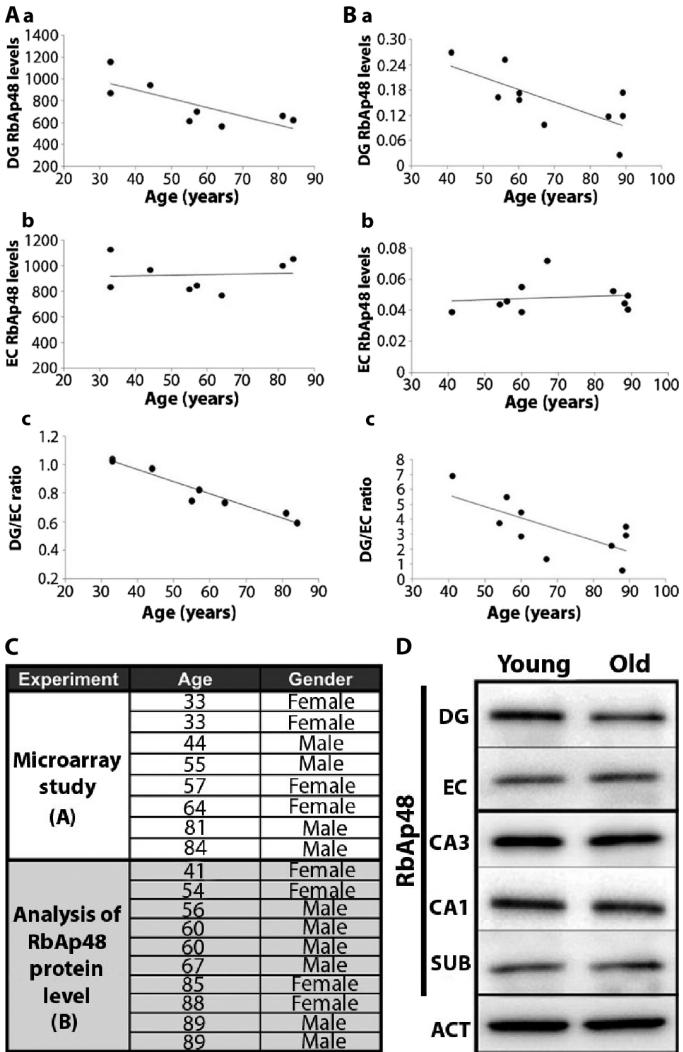 A a
DG RbAp48 levels
1400
1200
1000
800
600
400
200
20 30 40 50 60 70 80 90
Age (years)
B a
DG RbAp48 levels
0.30
0.24
0.18
0.12
0.06
0
30 40 50 60 70 80 90 100
Age (years)
b
EC RbAp48 levels
1200
1000
800
600
400
200
20 30 40 50 60 70 80 90
Age (years)
b
EC RbAp48 levels
0.08
0.06
0.04
0.02
0
30 40 50 60 70 80 90 100
Age (years)
c
DG/EC ratio
1.2
1.0
0.8
0.6
0.4
0.2
20 30 40 50 60 70 80 90
Age (years)
c
DG/EC ratio
8
7
6
5
4
3
2
1
0
30 40 50 60 70 80 90 100
Age (years)
C
Experiment Age Gender
Microarray
study
(A)
33 Female
33 Female
44 Male
55 Male
57 Female
64 Female
81 Male
84 Male
Analysis of
RbAp48
protein
level
(B)
41 Female
54 Female
56 Male
60 Male
60 Male
67 Male
85 Female
88 Female
89 Male
89 Male
D
Young Old
RbAp48
DG
EC
CA3
CA1
SUB
ACT